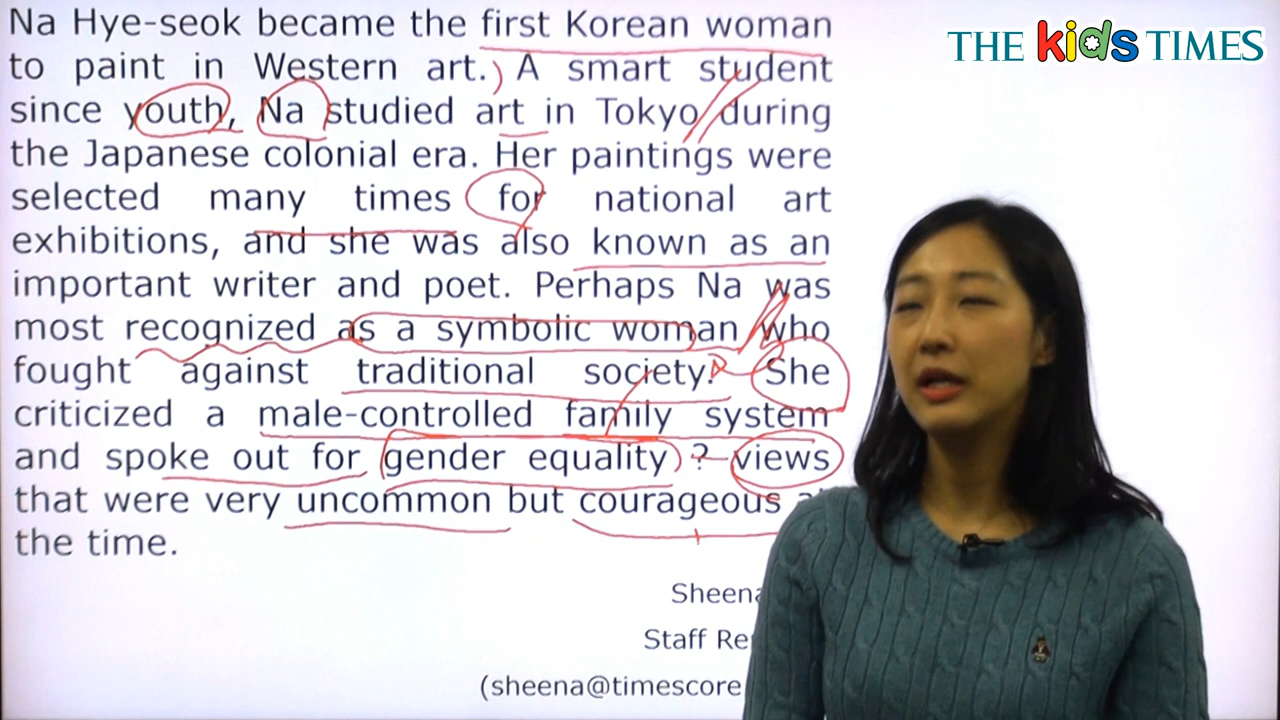 Na Hye-seok became the first Korean woman
to paint in Western art. A smart student
since youth, Na studied art in Tokyo during
the Japanese colonial era. Her paintings were
selected many times for national art
exhibitions, and she was also known as an
important writer and poet. Perhaps Na was
most recognized as a symbolic woman who
fought against traditional society. She
criticized a male-controlled family system
and spoke out for gender equality ? views
that were very uncommon but courageous at
the time.
Sheena
Staff
(sheena@timescore
THE kids TIMES